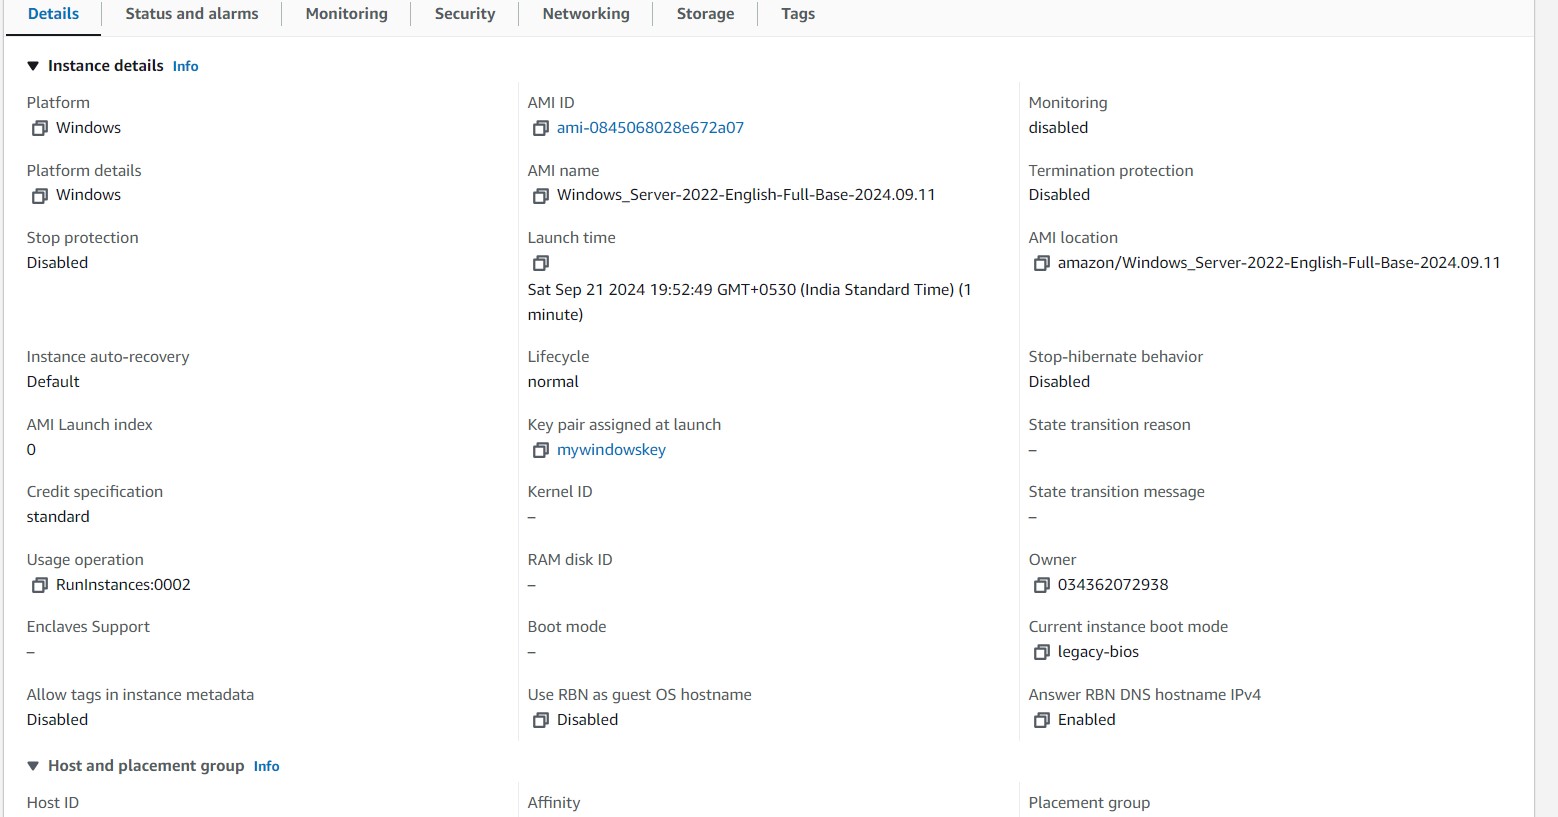 Details
Status and alarms
Monitoring
Security
Networking
Storage
Tags
Instance details Info
Platform
Windows
AMI ID
ami-0845068028e672a07
Monitoring
disabled
Platform details
Windows
AMI name
Windows_Server-2022-English-Full-Base-2024.09.11
Termination protection
Disabled
Stop protection
Disabled
Launch time
Sat Sep 21 2024 19:52:49 GMT+0530 (India Standard Time) (1
minute)
AMI location
amazon/Windows_Server-2022-English-Full-Base-2024.09.11
Instance auto-recovery
Default
Lifecycle
normal
Stop-hibernate behavior
Disabled
AMI Launch index
0
Key pair assigned at launch
mywindowskey
State transition reason
–
Credit specification
standard
Kernel ID
–
State transition message
–
Usage operation
RunInstances:0002
RAM disk ID
–
Owner
034362072938
Enclaves Support
–
Boot mode
–
Current instance boot mode
legacy-bios
Allow tags in instance metadata
Disabled
Use RBN as guest OS hostname
Disabled
Answer RBN DNS hostname IPv4
Enabled
Host and placement group Info
Host ID
Affinity
Placement group